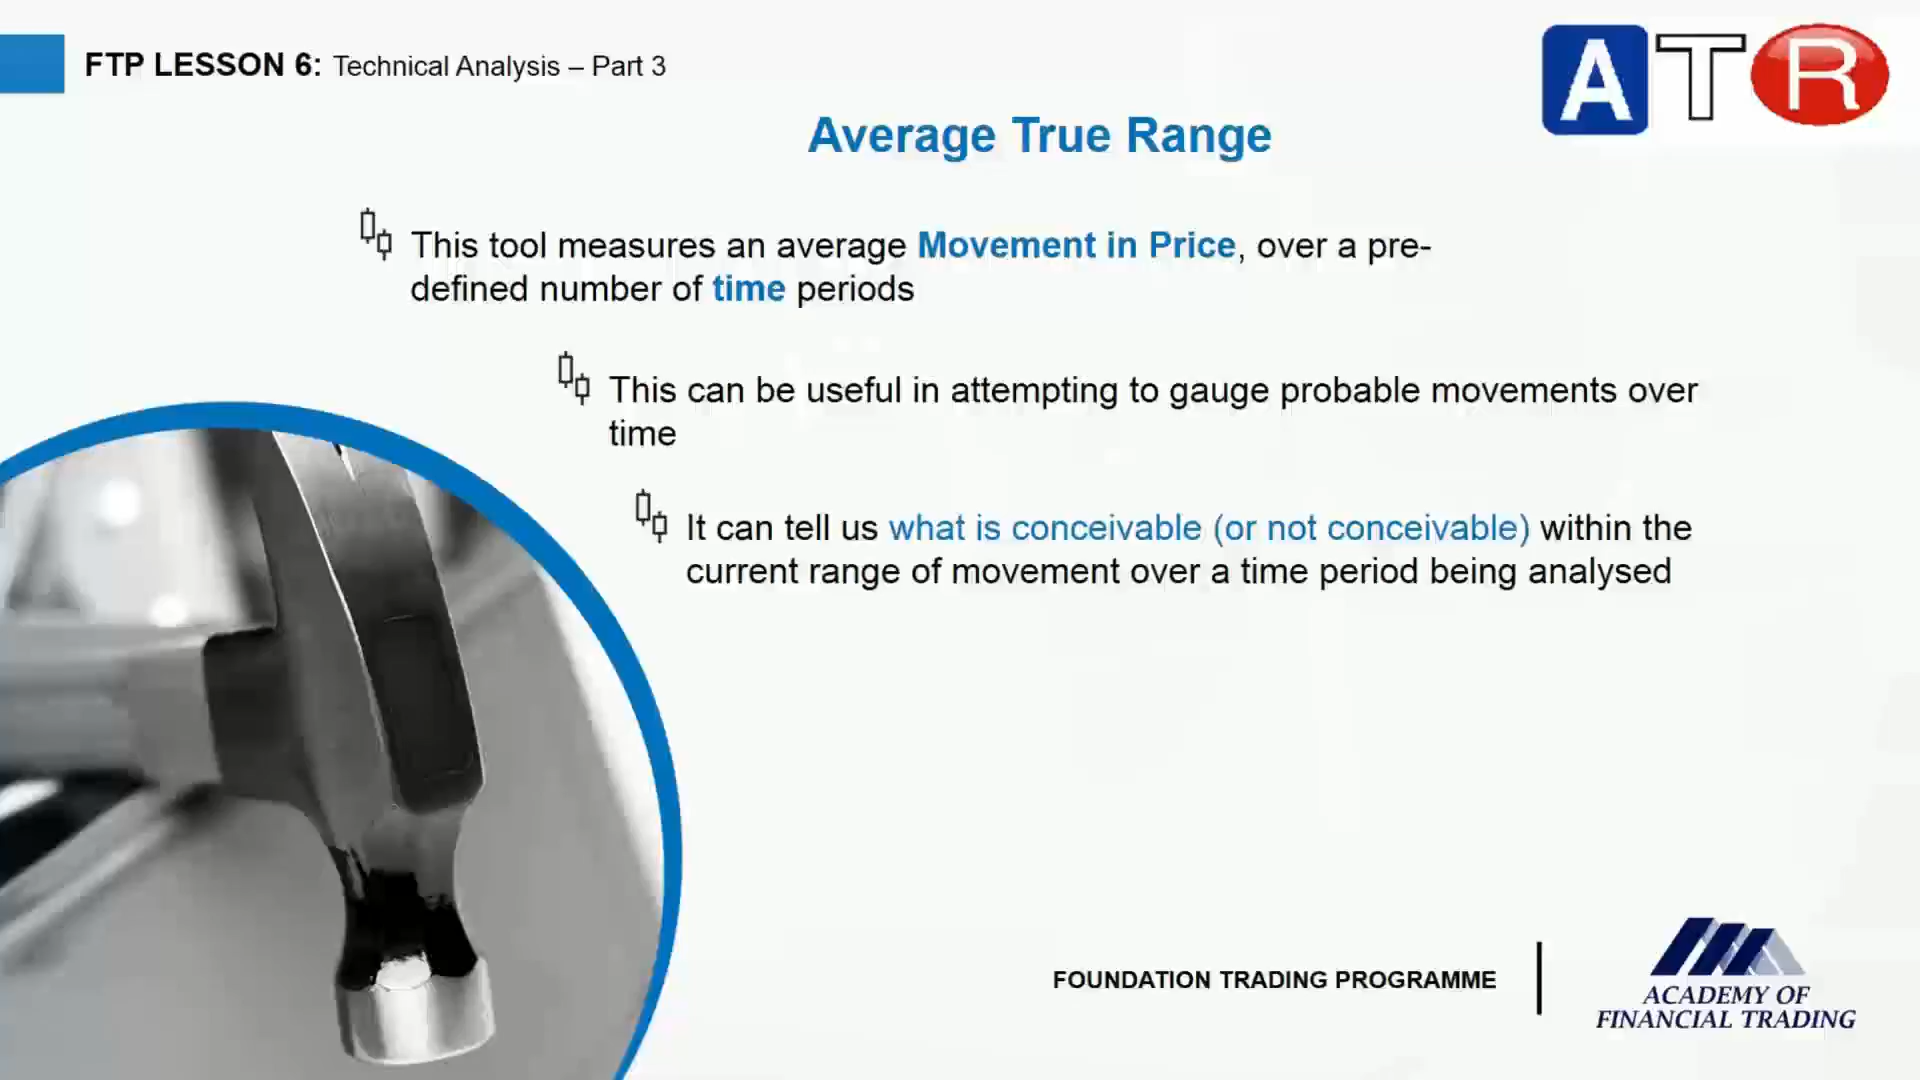 FTP LESSON 6: Technical Analysis – Part 3
ATR
Average True Range
This tool measures an average Movement in Price, over a pre-
defined number of time periods
This can be useful in attempting to gauge probable movements over
time
It can tell us what is conceivable (or not conceivable) within the
current range of movement over a time period being analysed
FOUNDATION TRADING PROGRAMME
ACADEMY OF
FINANCIAL TRADING